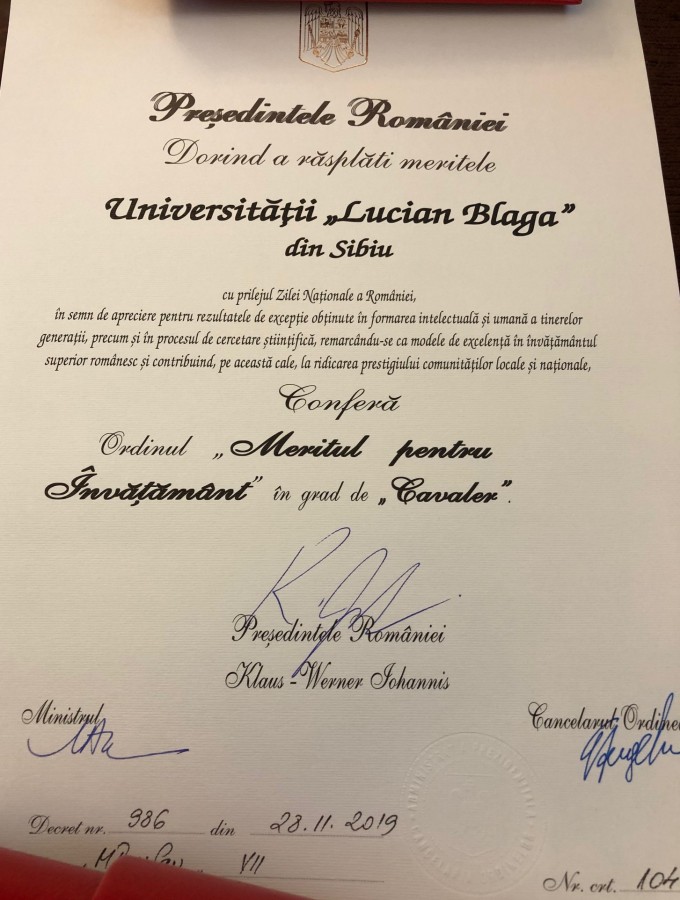 Președintele României
Dorind a răsplăti meritele
Universității „Lucian Blaga”
din Sibiu
cu prilejul Zilei Naționale a României,
în semn de apreciere pentru rezultatele de excepție obținute în formarea intelectuală și umană a tinerelor
generații, precum și în procesul de cercetare științifică, remarcându-se ca modele de excelență în învățământul
superior românesc și contribuind, pe această cale, la ridicarea prestigiului comunităților locale și naționale,
Conferă
Ordinul „Meritul pentru
Învățământ” în grad de „Cavaler”.
Președintele României
Klaus-Werner Iohannis
Ministrul
Cancelarul Ordine
Decret nr. 986 din 28.11.2019
VII
Nr. crt. 104